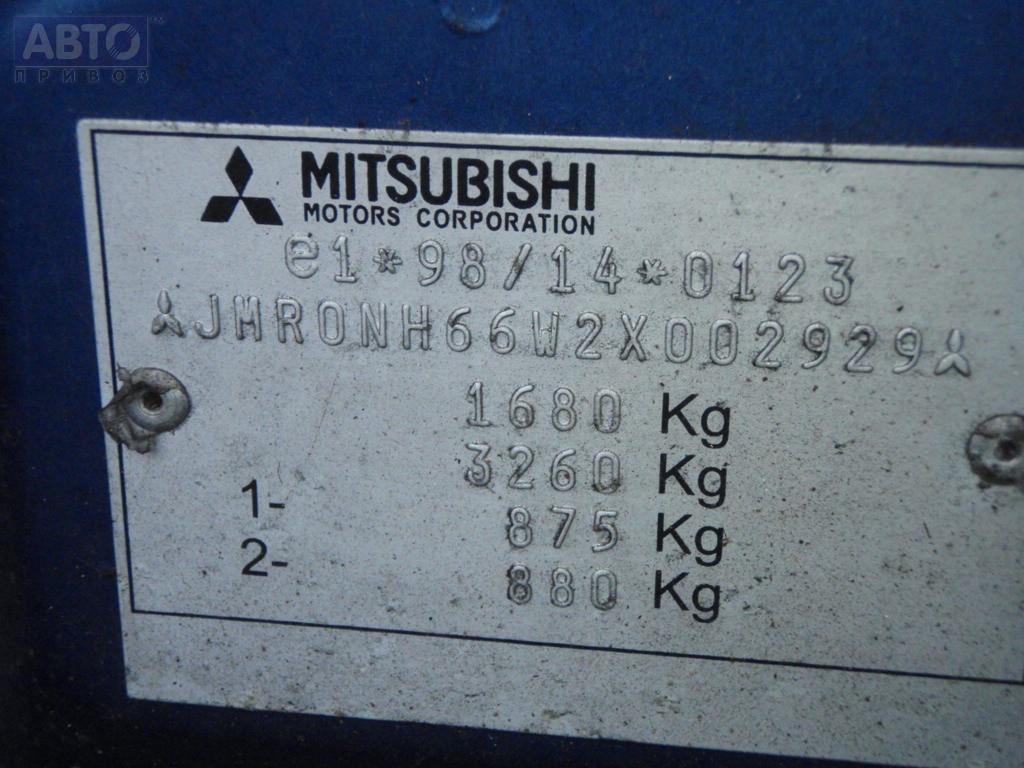 АВТО™
ПРИВОЗ
MITSUBISHI
MOTORS CORPORATION
e1*98/14*0123
JMR0NH66W2X002929
1680 Kg
3260 Kg
1- 875 Kg
2- 880 Kg